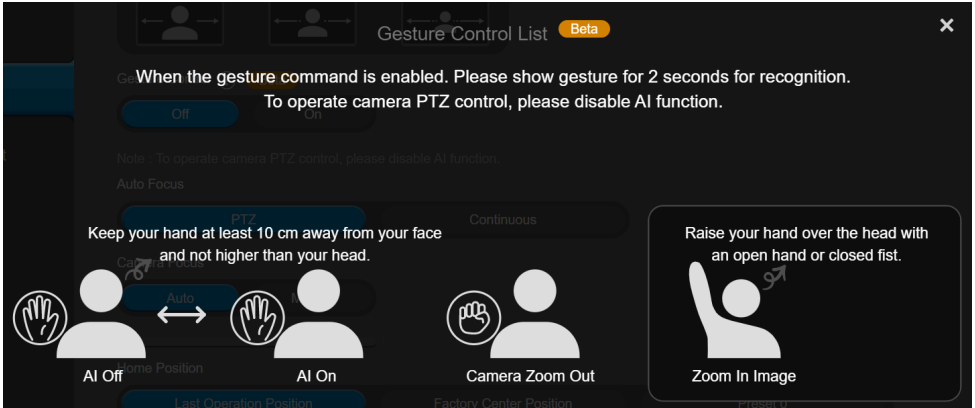 Gesture Control List Beta
×
When the gesture command is enabled. Please show gesture for 2 seconds for recognition.
To operate camera PTZ control, please disable AI function.
Off On
Note : To operate camera PTZ control, please disable AI function.
Auto Focus
PTZ Continuous
Keep your hand at least 10 cm away from your face
and not higher than your head.
Raise your hand over the head with
an open hand or closed fist.
Camera Focus
Auto
AI Off
AI On
Camera Zoom Out
Zoom In Image
Home Position
Last Operation Position Factory Center Position Preset 0